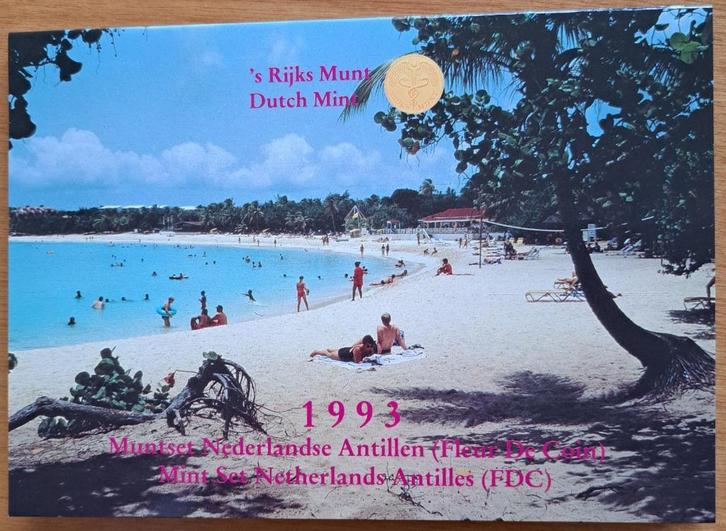 's Rijks Munt
Dutch Mint
1993
Muntset Nederlandse Antillen (Fleur De Coin)
Mint Set Netherlands Antilles (FDC)